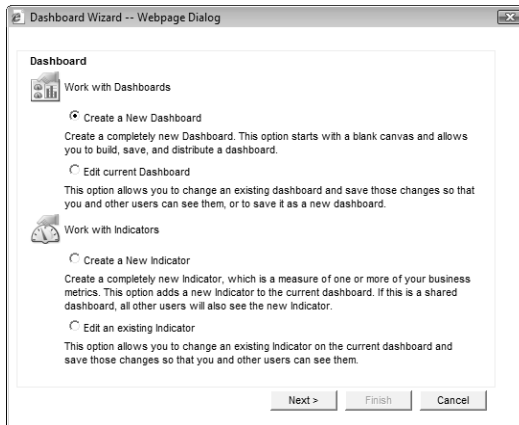 Dashboard Wizard -- Webpage Dialog
Dashboard
Work with Dashboards
Create a New Dashboard
Create a completely new Dashboard. This option starts with a blank canvas and allows
you to build, save, and distribute a dashboard.
Edit current Dashboard
This option allows you to change an existing dashboard and save those changes so that
you and other users can see them, or to save it as a new dashboard.
Work with Indicators
Create a New Indicator
Create a completely new Indicator, which is a measure of one or more of your business
metrics. This option adds a new Indicator to the current dashboard. If this is a shared
dashboard, all other users will also see the new Indicator.
Edit an existing Indicator
This option allows you to change an existing Indicator on the current dashboard and
save those changes so that you and other users can see them.
Next > Finish Cancel